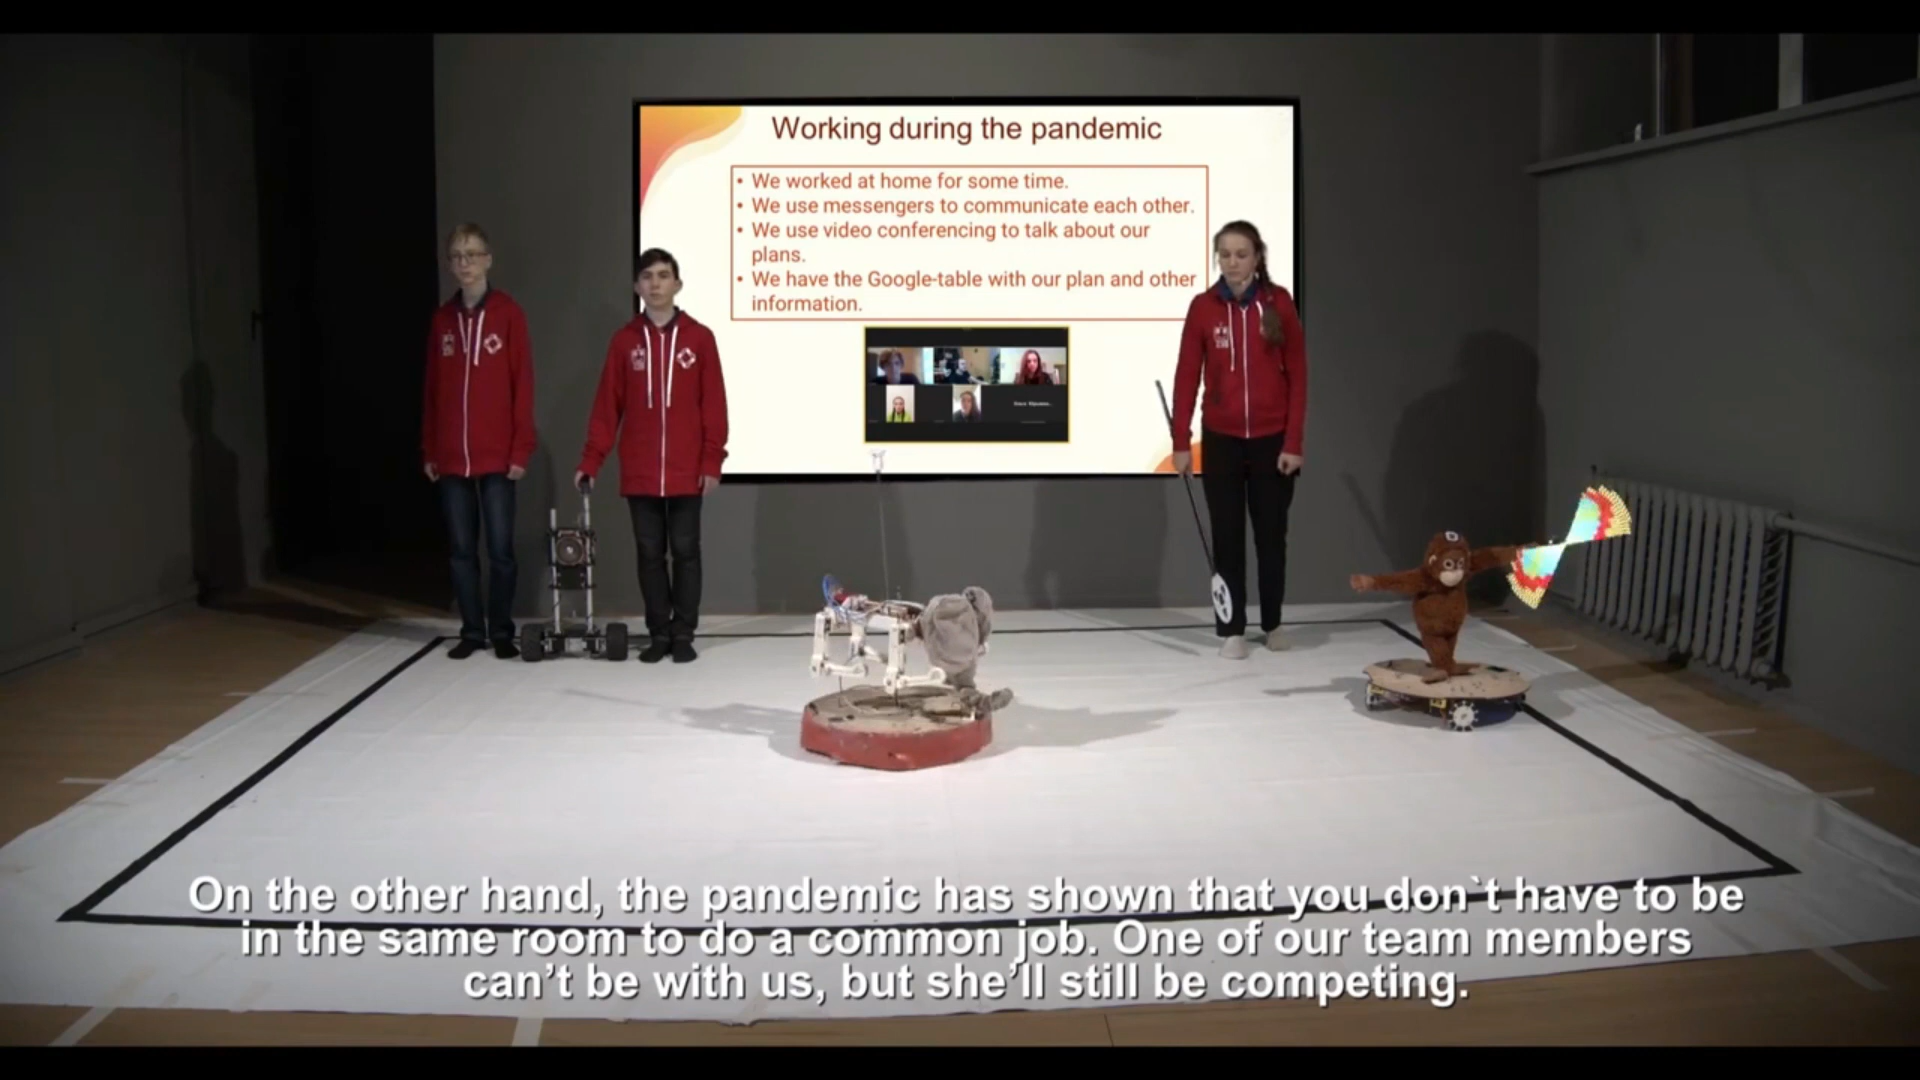 Working during the pandemic
• We worked at home for some time.
• We use messengers to communicate each other.
• We use video conferencing to talk about our
plans.
• We have the Google-table with our plan and other
information.
On the other hand, the pandemic has shown that you don`t have to be
in the same room to do a common job. One of our team members
can’t be with us, but she’ll still be competing.